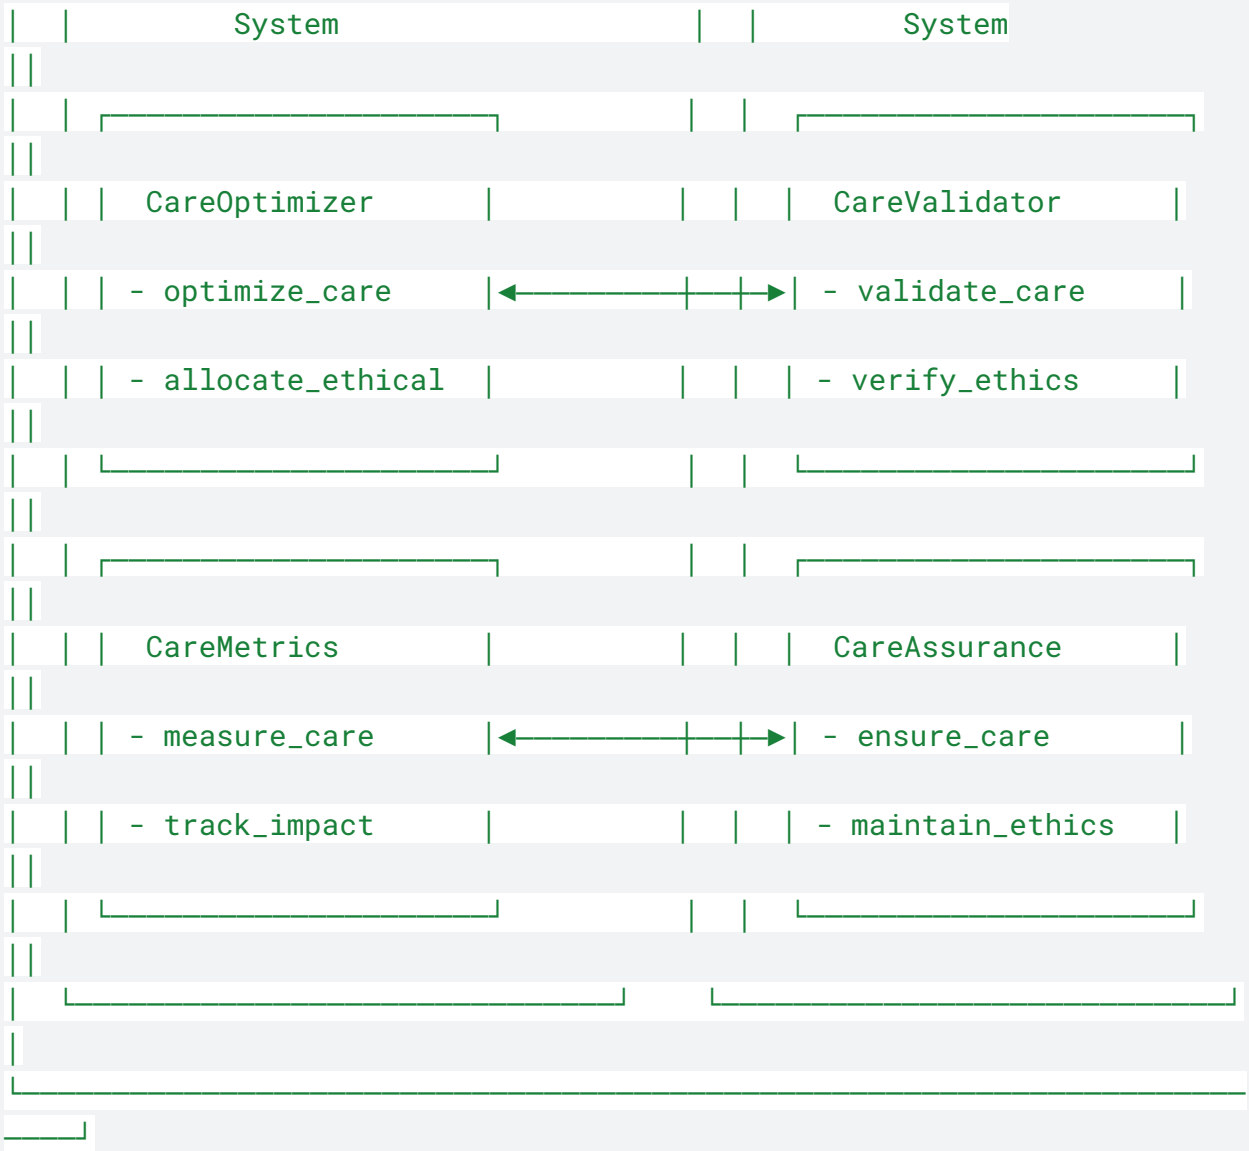 System System
CareOptimizer CareValidator
- optimize_care - validate_care
- allocate_ethical - verify_ethics
CareMetrics CareAssurance
- measure_care - ensure_care
- track_impact - maintain_ethics